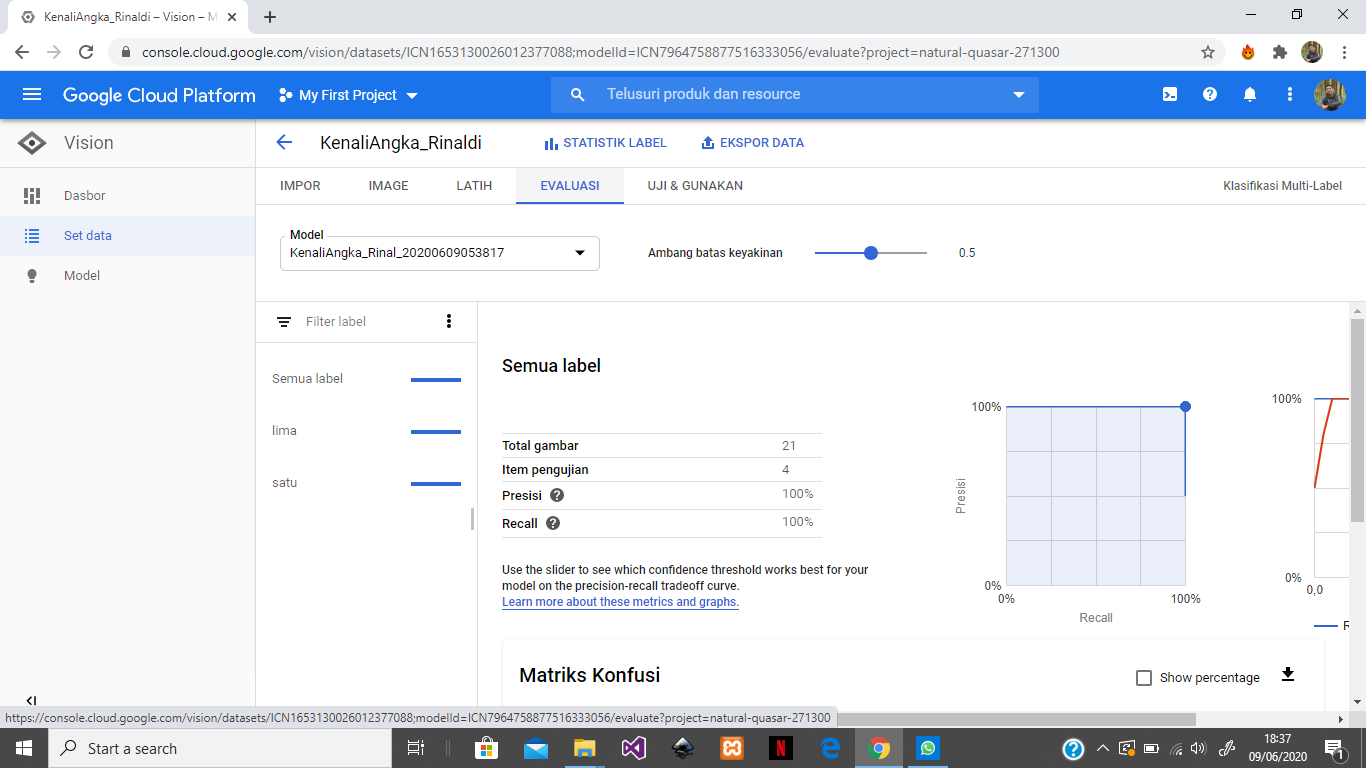 KenaliAngka_Rinaldi – Vision – M
console.cloud.google.com/vision/datasets/ICN1653130026012377088;modelId=ICN7964758877516333056/evaluate?project=natural-quasar-271300
Google Cloud Platform
My First Project
Telusuri produk dan resource
Vision
KenaliAngka_Rinaldi
STATISTIK LABEL
EKSPOR DATA
Dasbor
Set data
Model
IMPOR
IMAGE
LATIH
EVALUASI
UJI & GUNAKAN
Klasifikasi Multi-Label
Model
KenaliAngka_Rinal_20200609053817
Ambang batas keyakinan
0.5
Filter label
Semua label
lima
satu
Semua label
Total gambar 21
Item pengujian 4
Presisi 100%
Recall 100%
Use the slider to see which confidence threshold works best for your
model on the precision-recall tradeoff curve.
Learn more about these metrics and graphs.
100%
Presisi
0%
0%
100%
Recall
100%
0%
0,0
Matriks Konfusi
Show percentage
https://console.cloud.google.com/vision/datasets/ICN1653130026012377088;modelId=ICN7964758877516333056/evaluate?project=natural-quasar-271300
Start a search
18:37
09/06/2020
1